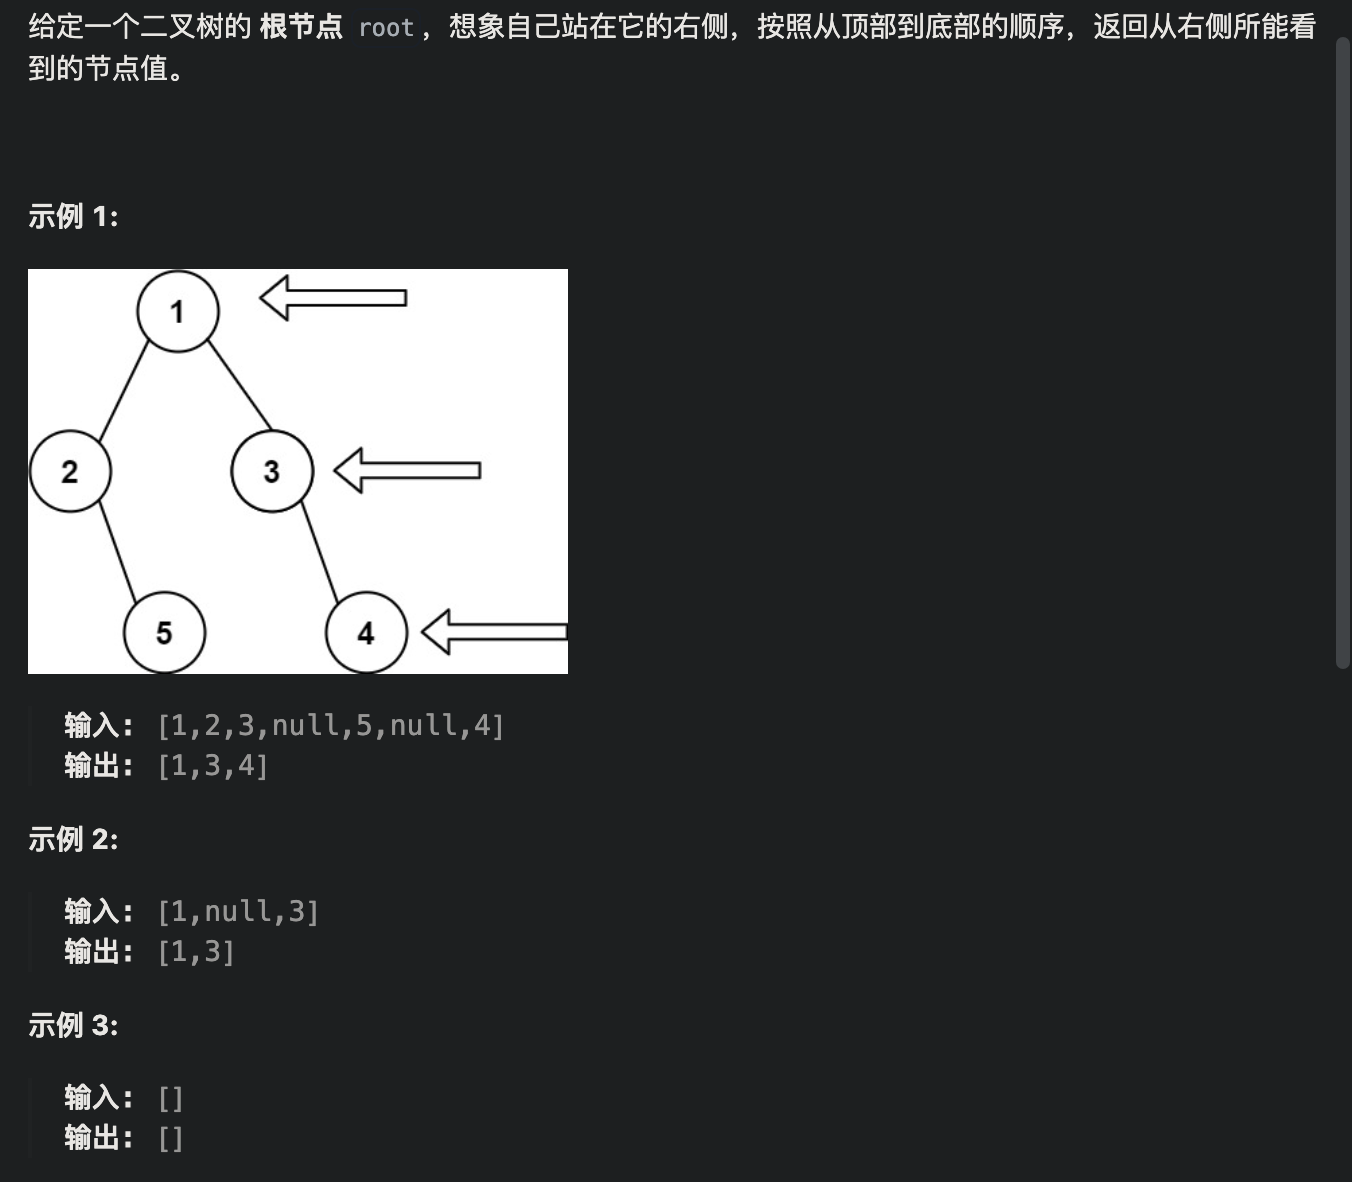 给定一个二叉树的 根节点 root，想象自己站在它的右侧，按照从顶部到底部的顺序，返回从右侧所能看
到的节点值。
示例 1:
1
2
3
5
4
输入：[1,2,3,null,5,null,4]
输出：[1,3,4]
示例 2:
输入：[1,null,3]
输出：[1,3]
示例 3:
输入：[]
输出：[]